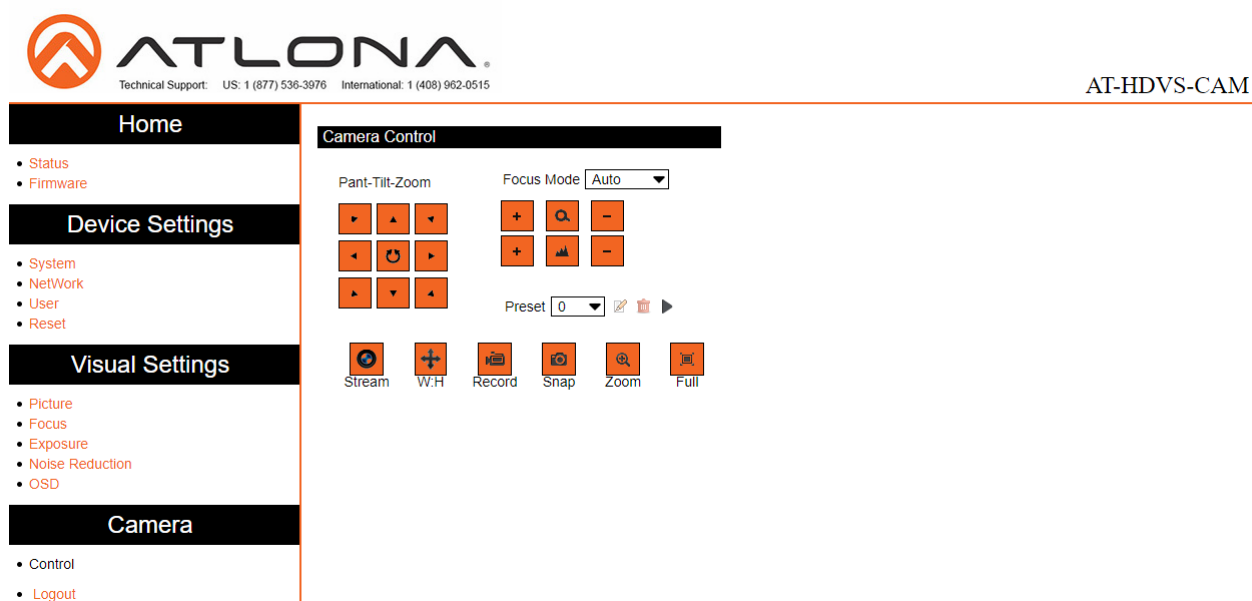 ATLONA®
Technical Support: US: 1 (877) 536-3976 International: 1 (408) 962-0515
AT-HDVS-CAM
Home
Status
Firmware
Device Settings
System
NetWork
User
Reset
Visual Settings
Picture
Focus
Exposure
Noise Reduction
OSD
Camera
Control
Logout
Camera Control
Pant-Tilt-Zoom
Focus Mode Auto
+ −
+ −
Preset 0
Stream W:H Record Snap Zoom Full